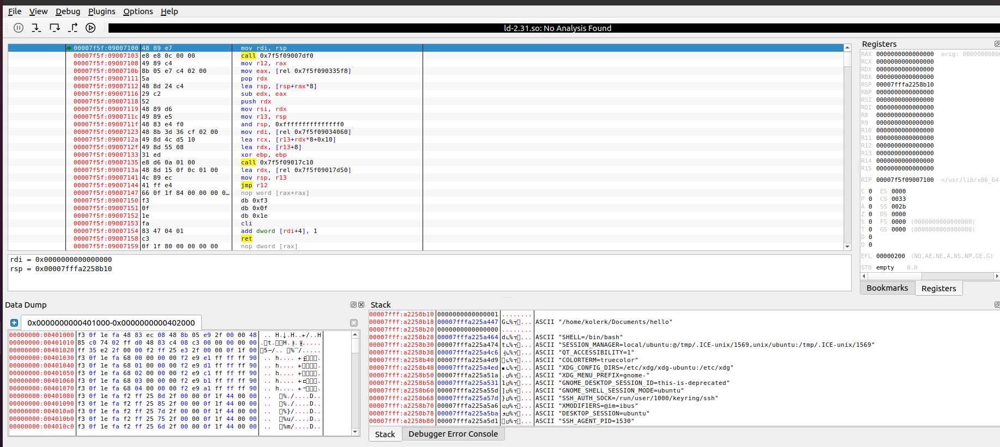 File View Debug Plugins Options Help
ld-2.31.so: No Analysis Found
00007f5f:09007100 48 89 e7 mov rdi, rsp
00007f5f:09007103 e8 e8 0c 00 00 call 0x7f5f09007df0
00007f5f:09007108 49 89 c4 mov r12, rax
00007f5f:0900710b 8b 05 e7 c4 02 00 mov eax, [rel 0x7f5f090335f8]
00007f5f:09007111 5a pop rdx
00007f5f:09007112 48 8d 24 c4 lea rsp, [rsp+rax*8]
00007f5f:09007116 29 c2 sub edx, eax
00007f5f:09007118 52 push rdx
00007f5f:09007119 48 89 d6 mov rsi, rdx
00007f5f:0900711c 49 89 e5 mov r13, rsp
00007f5f:0900711f 48 83 e4 f0 and rsp, 0xfffffffffffffff0
00007f5f:09007123 48 8b 3d 36 cf 02 00 mov rdi, [rel 0x7f5f09034060]
00007f5f:0900712a 49 8d 4c d5 10 lea rcx, [r13+rdx*8+0x10]
00007f5f:0900712f 49 8d 55 08 lea rdx, [r13+8]
00007f5f:09007133 31 ed xor ebp, ebp
00007f5f:09007135 e8 d6 0a 01 00 call 0x7f5f09017c10
00007f5f:0900713a 48 8d 15 0f 0c 01 00 lea rdx, [rel 0x7f5f09017d50]
00007f5f:09007141 4c 89 ec mov rsp, r13
00007f5f:09007144 41 ff e4 jmp r12
00007f5f:09007147 66 0f 1f 84 00 00 00 0… nop word [rax+rax]
00007f5f:09007150 f3 db 0xf3
00007f5f:09007151 0f db 0x0f
00007f5f:09007152 1e db 0x1e
00007f5f:09007153 fa cli
00007f5f:09007154 83 47 04 01 add dword [rdi+4], 1
00007f5f:09007158 c3 ret
00007f5f:09007159 0f 1f 80 00 00 00 00 nop dword [rax]
rdi = 0x0000000000000000
rsp = 0x00007fffa2258b10
Registers
RAX 0000000000000000 orig: 00000000000
RCX 0000000000000000
RDX 0000000000000000
RBX 0000000000000000
RSP 00007fffa2258b10
RBP 0000000000000000
RSI 0000000000000000
RDI 0000000000000000
R8 0000000000000000
R9 0000000000000000
R10 0000000000000000
R11 0000000000000000
R12 0000000000000000
R13 0000000000000000
R14 0000000000000000
R15 0000000000000000
RIP 00007f5f09007100 </usr/lib/x86_64
C 0 ES 0000
P 0 CS 0033
A 0 SS 002b
Z 0 DS 0000
S 0 FS 0000 (0000000000000000)
T 0 GS 0000 (0000000000000000)
D 0
O 0
EFL 00000200 (NO,AE,NE,A,NS,NP,GE,G)
ST0 empty 0.0
Bookmarks Registers
Data Dump
0x0000000000401000-0x0000000000402000
00000000:00401000 f3 0f 1e fa 48 83 ec 08 48 8b 05 e9 2f 00 00 48
00000000:00401010 85 c0 74 02 ff d0 48 83 c4 08 c3 00 00 00 00 00
00000000:00401020 ff 35 e2 2f 00 00 f2 ff 25 e3 2f 00 00 0f 1f 00
00000000:00401030 f3 0f 1e fa 68 00 00 00 00 f2 e9 e1 ff ff ff 90
00000000:00401040 f3 0f 1e fa 68 01 00 00 00 f2 e9 d1 ff ff ff 90
00000000:00401050 f3 0f 1e fa 68 02 00 00 00 f2 e9 c1 ff ff ff 90
00000000:00401060 f3 0f 1e fa 68 03 00 00 00 f2 e9 b1 ff ff ff 90
00000000:00401070 f3 0f 1e fa 68 04 00 00 00 f2 e9 a1 ff ff ff 90
00000000:00401080 f3 0f 1e fa f2 ff 25 8d 2f 00 00 0f 1f 44 00 00
00000000:00401090 f3 0f 1e fa f2 ff 25 85 2f 00 00 0f 1f 44 00 00
00000000:004010a0 f3 0f 1e fa f2 ff 25 7d 2f 00 00 0f 1f 44 00 00
00000000:004010b0 f3 0f 1e fa f2 ff 25 75 2f 00 00 0f 1f 44 00 00
00000000:004010c0 f3 0f 1e fa f2 ff 25 6d 2f 00 00 0f 1f 44 00 00
Stack
00007fff:a2258b10 0000000000000001 ........
00007fff:a2258b18 00007fffa225a447 ASCII "/home/kolerk/Documents/hello"
00007fff:a2258b20 0000000000000000 ........
00007fff:a2258b28 00007fffa225a464 ASCII "SHELL=/bin/bash"
00007fff:a2258b30 00007fffa225a474 ASCII "SESSION_MANAGER=local/ubuntu:@/tmp/.ICE-unix/1569,unix/ubuntu:/tmp/.ICE-unix/1569"
00007fff:a2258b38 00007fffa225a4c6 ASCII "QT_ACCESSIBILITY=1"
00007fff:a2258b40 00007fffa225a4d9 ASCII "COLORTERM=truecolor"
00007fff:a2258b48 00007fffa225a4ed ASCII "XDG_CONFIG_DIRS=/etc/xdg/xdg-ubuntu:/etc/xdg"
00007fff:a2258b50 00007fffa225a51a ASCII "XDG_MENU_PREFIX=gnome-"
00007fff:a2258b58 00007fffa225a531 ASCII "GNOME_DESKTOP_SESSION_ID=this-is-deprecated"
00007fff:a2258b60 00007fffa225a55d ASCII "GNOME_SHELL_SESSION_MODE=ubuntu"
00007fff:a2258b68 00007fffa225a57d ASCII "SSH_AUTH_SOCK=/run/user/1000/keyring/ssh"
00007fff:a2258b70 00007fffa225a5a6 ASCII "XMODIFIERS=@im=ibus"
00007fff:a2258b78 00007fffa225a5ba ASCII "DESKTOP_SESSION=ubuntu"
00007fff:a2258b80 00007fffa225a5d1 ASCII "SSH_AGENT_PID=1530"
Stack Debugger Error Console